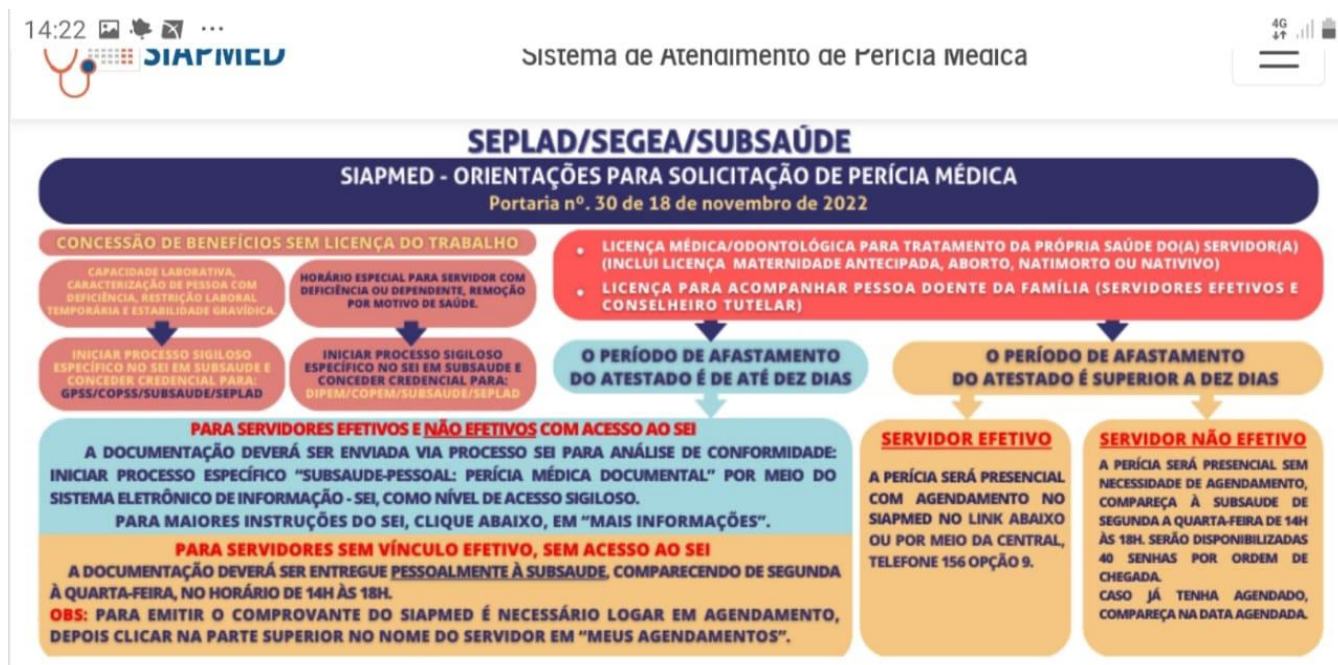 14:22
4G
SIAPMED
Sistema de Atendimento de Perícia Médica
SEPLAD/SEGEA/SUBSAÚDE
SIAPMED - ORIENTAÇÕES PARA SOLICITAÇÃO DE PERÍCIA MÉDICA
Portaria nº. 30 de 18 de novembro de 2022
CONCESSÃO DE BENEFÍCIOS SEM LICENÇA DO TRABALHO
CAPACIDADE LABORATIVA,
CARACTERIZAÇÃO DE PESSOA COM
DEFICIÊNCIA, RESTRIÇÃO LABORAL
TEMPORÁRIA E ESTABILIDADE GRAVÍDICA.
HORÁRIO ESPECIAL PARA SERVIDOR COM
DEFICIÊNCIA OU DEPENDENTE, REMOÇÃO
POR MOTIVO DE SAÚDE.
INICIAR PROCESSO SIGILOSO
ESPECÍFICO NO SEI EM SUBSAUDE E
CONCEDER CREDENCIAL PARA:
GPSS/COPSS/SUBSAUDE/SEPLAD
INICIAR PROCESSO SIGILOSO
ESPECÍFICO NO SEI EM SUBSAUDE E
CONCEDER CREDENCIAL PARA:
DIPEM/COPEM/SUBSAUDE/SEPLAD
• LICENÇA MÉDICA/ODONTOLÓGICA PARA TRATAMENTO DA PRÓPRIA SAÚDE DO(A) SERVIDOR(A)
(INCLUI LICENÇA MATERNIDADE ANTECIPADA, ABORTO, NATIMORTO OU NATIVIVO)
• LICENÇA PARA ACOMPANHAR PESSOA DOENTE DA FAMÍLIA (SERVIDORES EFETIVOS E
CONSELHEIRO TUTELAR)
O PERÍODO DE AFASTAMENTO
DO ATESTADO É DE ATÉ DEZ DIAS
O PERÍODO DE AFASTAMENTO
DO ATESTADO É SUPERIOR A DEZ DIAS
PARA SERVIDORES EFETIVOS E NÃO EFETIVOS COM ACESSO AO SEI
A DOCUMENTAÇÃO DEVERÁ SER ENVIADA VIA PROCESSO SEI PARA ANÁLISE DE CONFORMIDADE:
INICIAR PROCESSO ESPECÍFICO “SUBSAUDE-PESSOAL: PERÍCIA MÉDICA DOCUMENTAL” POR MEIO DO
SISTEMA ELETRÔNICO DE INFORMAÇÃO - SEI, COMO NÍVEL DE ACESSO SIGILOSO.
PARA MAIORES INSTRUÇÕES DO SEI, CLIQUE ABAIXO, EM “MAIS INFORMAÇÕES”.
PARA SERVIDORES SEM VÍNCULO EFETIVO, SEM ACESSO AO SEI
A DOCUMENTAÇÃO DEVERÁ SER ENTREGUE PESSOALMENTE À SUBSAUDE, COMPARECENDO DE SEGUNDA
À QUARTA-FEIRA, NO HORÁRIO DE 14H ÀS 18H.
OBS: PARA EMITIR O COMPROVANTE DO SIAPMED É NECESSÁRIO LOGAR EM AGENDAMENTO,
DEPOIS CLICAR NA PARTE SUPERIOR NO NOME DO SERVIDOR EM “MEUS AGENDAMENTOS”.
SERVIDOR EFETIVO
A PERÍCIA SERÁ PRESENCIAL
COM AGENDAMENTO NO
SIAPMED NO LINK ABAIXO
OU POR MEIO DA CENTRAL,
TELEFONE 156 OPÇÃO 9.
SERVIDOR NÃO EFETIVO
A PERÍCIA SERÁ PRESENCIAL SEM
NECESSIDADE DE AGENDAMENTO,
COMPAREÇA À SUBSAUDE DE
SEGUNDA A QUARTA-FEIRA DE 14H
ÀS 18H. SERÃO DISPONIBILIZADAS
40 SENHAS POR ORDEM DE
CHEGADA.
CASO JÁ TENHA AGENDADO,
COMPAREÇA NA DATA AGENDADA.